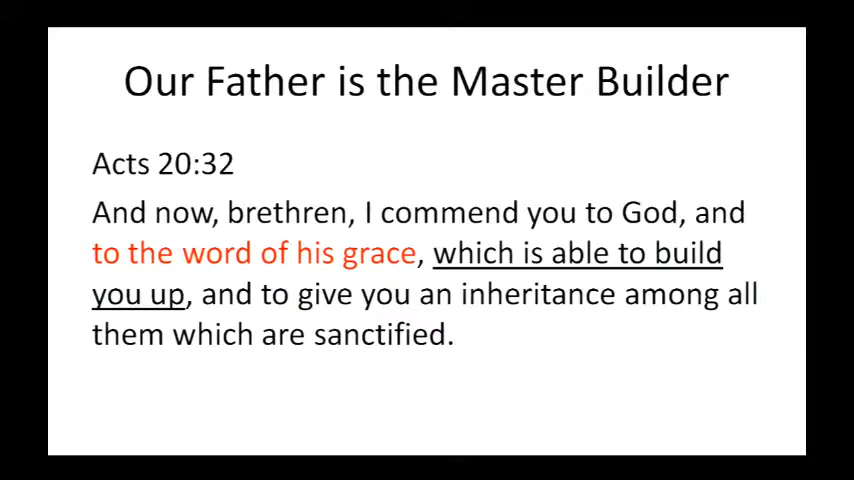 Our Father is the Master Builder
Acts 20:32
And now, brethren, I commend you to God, and
to the word of his grace, which is able to build
you up, and to give you an inheritance among all
them which are sanctified.